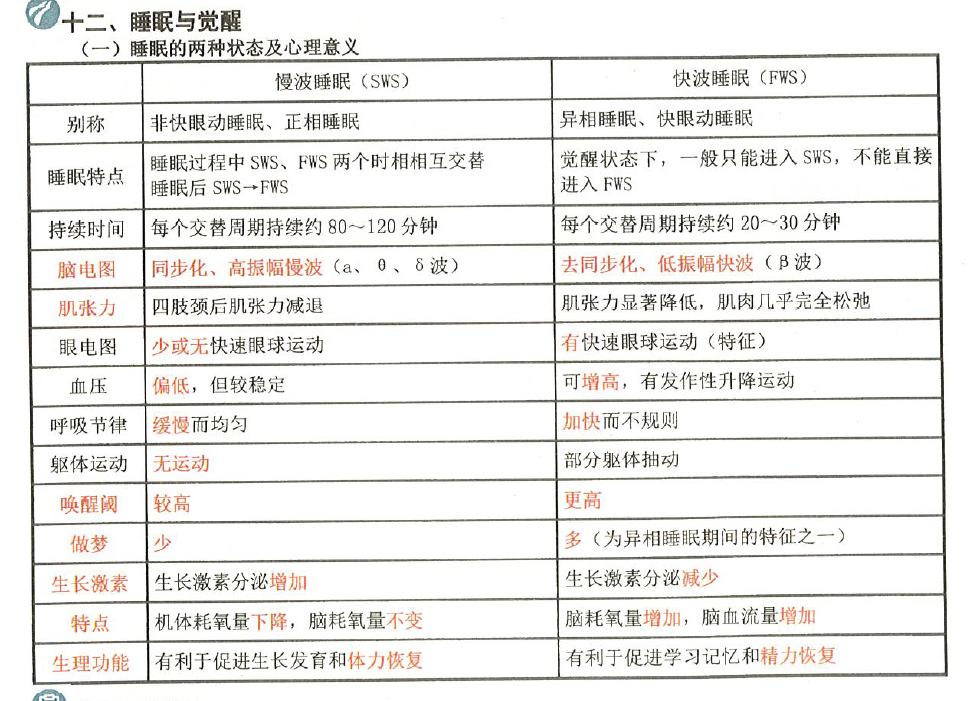 十二、睡眠与觉醒
（一）睡眠的两种状态及心理意义
慢波睡眠（SWS） 快波睡眠（FWS）
别称 非快眼动睡眠、正相睡眠 异相睡眠、快眼动睡眠
睡眠特点 睡眠过程中 SWS、FWS 两个时相相互交替 觉醒状态下，一般只能进入 SWS，不能直接
睡眠后 SWS→FWS 进入 FWS
持续时间 每个交替周期持续约 80～120 分钟 每个交替周期持续约 20～30 分钟
脑电图 同步化、高振幅慢波（a、θ、δ波） 去同步化、低振幅快波（β波）
肌张力 四肢颈后肌张力减退 肌张力显著降低，肌肉几乎完全松弛
眼电图 少或无快速眼球运动 有快速眼球运动（特征）
血压 偏低，但较稳定 可增高，有发作性升降运动
呼吸节律 缓慢而均匀 加快而不规则
躯体运动 无运动 部分躯体抽动
唤醒阈 较高 更高
做梦 少 多（为异相睡眠期间的特征之一）
生长激素 生长激素分泌增加 生长激素分泌减少
特点 机体耗氧量下降，脑耗氧量不变 脑耗氧量增加，脑血流量增加
生理功能 有利于促进生长发育和体力恢复 有利于促进学习记忆和精力恢复